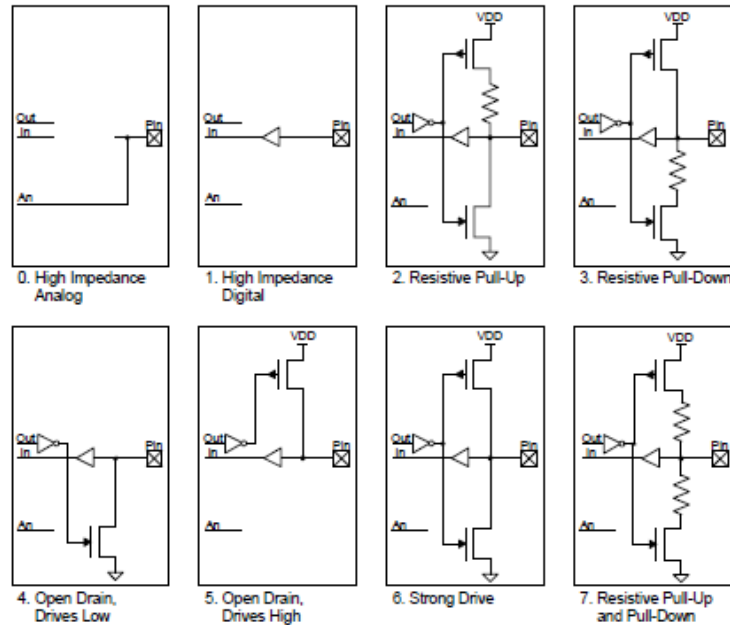 Out
In
Pin
An
0. High Impedance
Analog
Out
In
Pin
An
1. High Impedance
Digital
VDD
Out
In
Pin
An
2. Resistive Pull-Up
VDD
Out
In
Pin
An
3. Resistive Pull-Down
Out
In
Pin
An
4. Open Drain,
Drives Low
VDD
Out
In
Pin
An
5. Open Drain,
Drives High
VDD
Out
In
Pin
An
6. Strong Drive
VDD
Out
In
Pin
An
7. Resistive Pull-Up
and Pull-Down